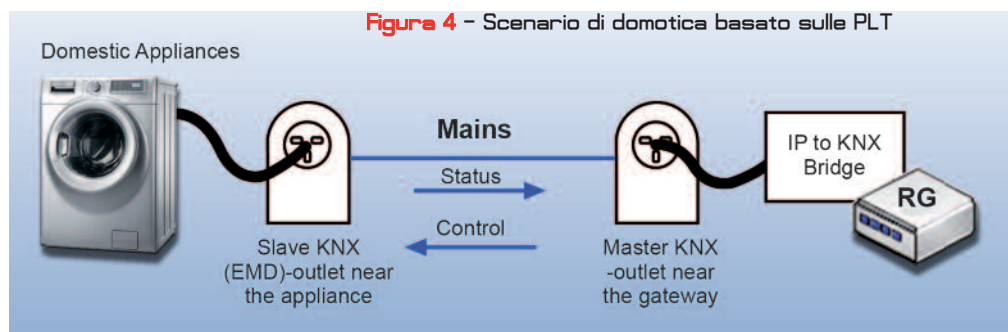 Figura 4 – Scenario di domotica basato sulle PLT
Domestic Appliances
Mains
Status
Control
IP to KNX
Bridge
RG
Slave KNX
(EMD)-outlet near
the appliance
Master KNX
-outlet near
the gateway